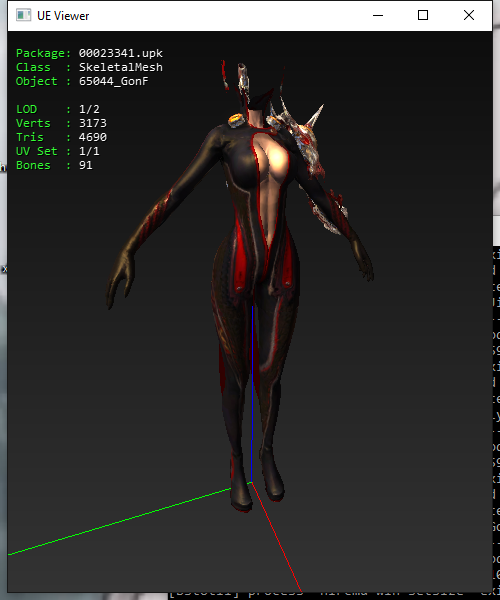 UE Viewer
Package: 00023341.upk
Class : SkeletalMesh
Object : 65044_GonF
LOD : 1/2
Verts : 3173
Tris : 4690
UV Set : 1/1
Bones : 91